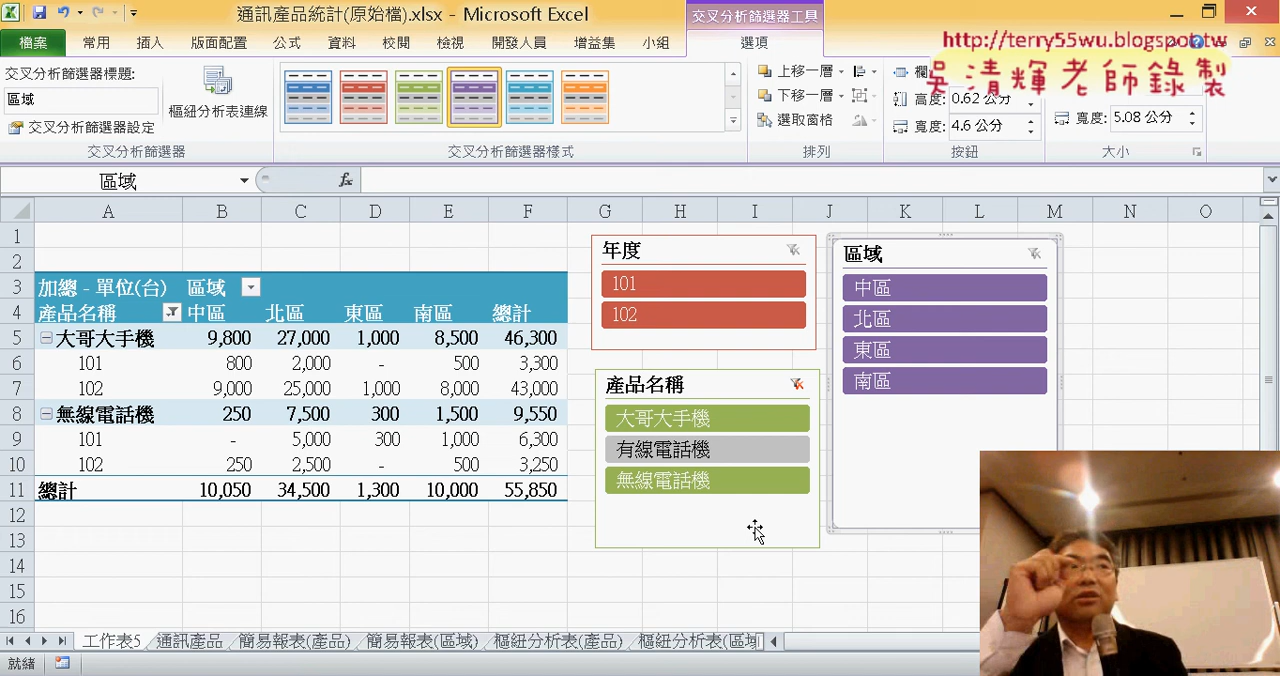 通訊產品統計(原始檔).xlsx - Microsoft Excel
交叉分析篩選器工具
檔案 常用 插入 版面配置 公式 資料 校閱 檢視 開發人員 增益集 小組 選項
http://terry55wu.blogspot.tw
吳清輝老師錄製
交叉分析篩選器標題:
區域
交叉分析篩選器設定
樞紐分析表連線
交叉分析篩選器
交叉分析篩選器樣式
上移一層
下移一層
選取窗格
排列
欄
高度: 0.62 公分
寬度: 4.6 公分
按鈕
寬度: 5.08 公分
大小
區域 fx
A B C D E F G H I J K L M N O
1
2
3 加總 - 單位(台) 區域
4 產品名稱 中區 北區 東區 南區 總計
5 大哥大手機 9,800 27,000 1,000 8,500 46,300
6 101 800 2,000 - 500 3,300
7 102 9,000 25,000 1,000 8,000 43,000
8 無線電話機 250 7,500 300 1,500 9,550
9 101 - 5,000 300 1,000 6,300
10 102 250 2,500 - 500 3,250
11 總計 10,050 34,500 1,300 10,000 55,850
12
13
14
15
16
年度
101
102
產品名稱
大哥大手機
有線電話機
無線電話機
區域
中區
北區
東區
南區
工作表5 通訊產品 簡易報表(產品) 簡易報表(區域) 樞紐分析表(產品) 樞紐分析表(區域
就緒